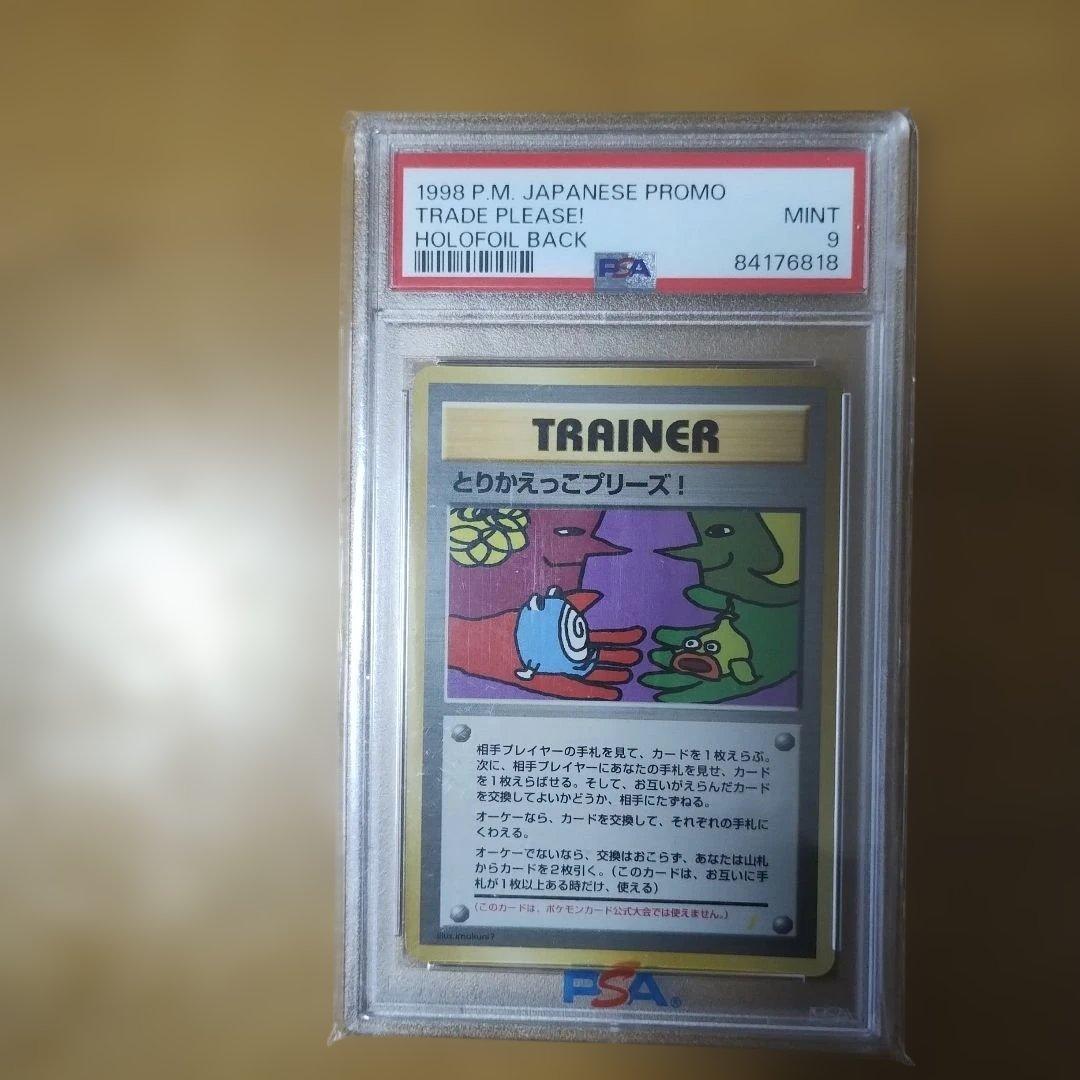 1998 P.M. JAPANESE PROMO
TRADE PLEASE! MINT
HOLOFOIL BACK 9
PSA 84176818
TRAINER
とりかえっこプリーズ!
相手プレイヤーの手札を見て、カードを1枚えらぶ。
次に、相手プレイヤーにあなたの手札を見せ、カード
を1枚えらばせる。そして、お互いがえらんだカード
を交換してよいかどうか、相手にたずねる。
オーケーなら、カードを交換して、それぞれの手札に
くわえる。
オーケーでないなら、交換はおこらず、あなたは山札
からカードを2枚引く。(このカードは、お互いに手
札が1枚以上ある時だけ、使える)
(このカードは、ポケモンカード公式大会では使えません。)
illus.imakuni?
PSA®